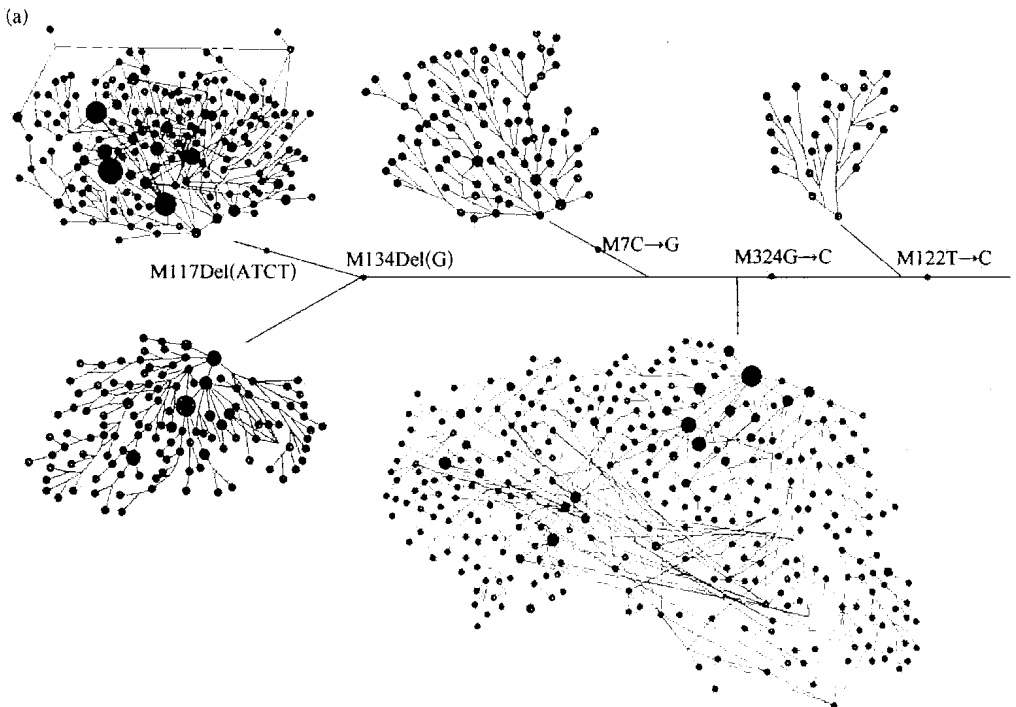 (a)
M7C→G
M117Del(ATCT)
M134Del(G)
M324G→C
M122T→C